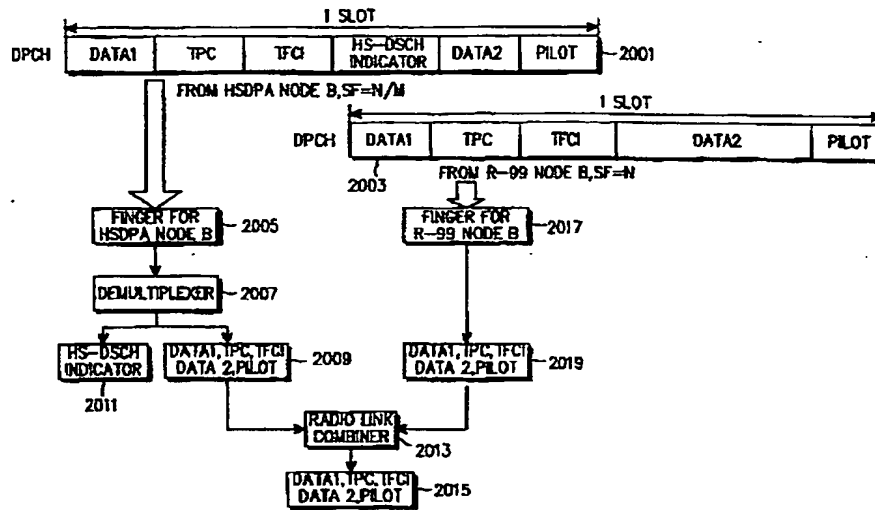 1 SLOT
DPCH DATA1 TPC TFCI HS-DSCH INDICATOR DATA2 PILOT 2001
FROM HSDPA NODE B,SF=N/M
1 SLOT
DPCH DATA1 TPC TFCI DATA2 PILOT
2003
FROM R-99 NODE B,SF=N
FINGER FOR
HSDPA NODE B
2005
FINGER FOR
R-99 NODE B
2017
DEMULTIPLEXER
2007
HS-DSCH
INDICATOR
2011
DATA1,TPC,TFCI
DATA 2,PILOT
2009
DATA1,TPC,TFCI
DATA 2,PILOT
2019
RADIO LINK
COMBINER
2013
DATA1,TPC,TFCI
DATA 2,PILOT
2015